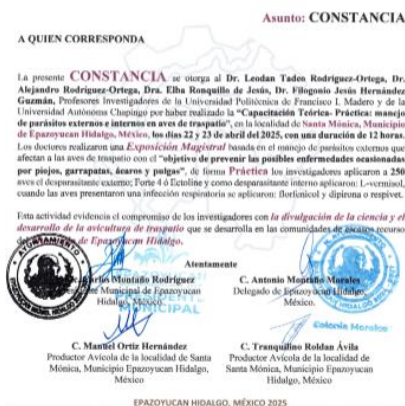 Asunto: CONSTANCIA
A QUIEN CORRESPONDA
La presente CONSTANCIA se otorga al Dr. Leodan Tadeo Rodríguez-Ortega, Dr.
Alejandro Rodríguez-Ortega, Dra. Elba Ronquillo de Jesús, Dr. Filogonio Jesús Hernández
Guzmán, Profesores Investigadores de la Universidad Politécnica de Francisco I. Madero y de la
Universidad Autónoma Chapingo por haber realizado la "Capacitación Teórica- Práctica: manejo
de parásitos externos e internos en aves de traspatio", en la localidad de Santa Mónica, Municipio
de Epazoyucan Hidalgo, México, los días 22 y 23 de abril del 2025, con una duración de 12 horas.
Los doctores realizaron una Exposición Magistral basada en el manejo de parásitos externos que
afectan a las aves de traspatio con el "objetivo de prevenir las posibles enfermedades ocasionadas
por piojos, garrapatas, ácaros y pulgas", de forma Práctica los investigadores aplicaron a 250
aves el desparasitante externo; Forte 4 ó Ectoline y como desparasitante interno aplicaron: L-vermisol,
cuando las aves presentaron una infección respiratoria se aplicaron: florfenicol y dipirona o respivet.
Esta actividad evidencia el compromiso de los investigadores con la divulgación de la ciencia y el
desarrollo de la avicultura de traspatio que se desarrolla en las comunidades de escasos recurso
de Epazoyucan Hidalgo.
Atentamente
Carlos Montaño Rodríguez
Municipal de Epazoyucan
Hidalgo, México.
MUNICIPAL
C. Antonio Montaño Morales
Delegado de Epazoyucan Hidalgo,
México.
Colonia Morelos
C. Manuel Ortiz Hernández
Productor Avícola de la localidad de Santa
Mónica, Municipio Epazoyucan Hidalgo,
México
C. Tranquilino Roldan Ávila
Productor Avícola de la localidad de
Santa Mónica, Municipio Epazoyucan
Hidalgo, México
EPAZOYUCAN HIDALGO, MÉXICO 2025